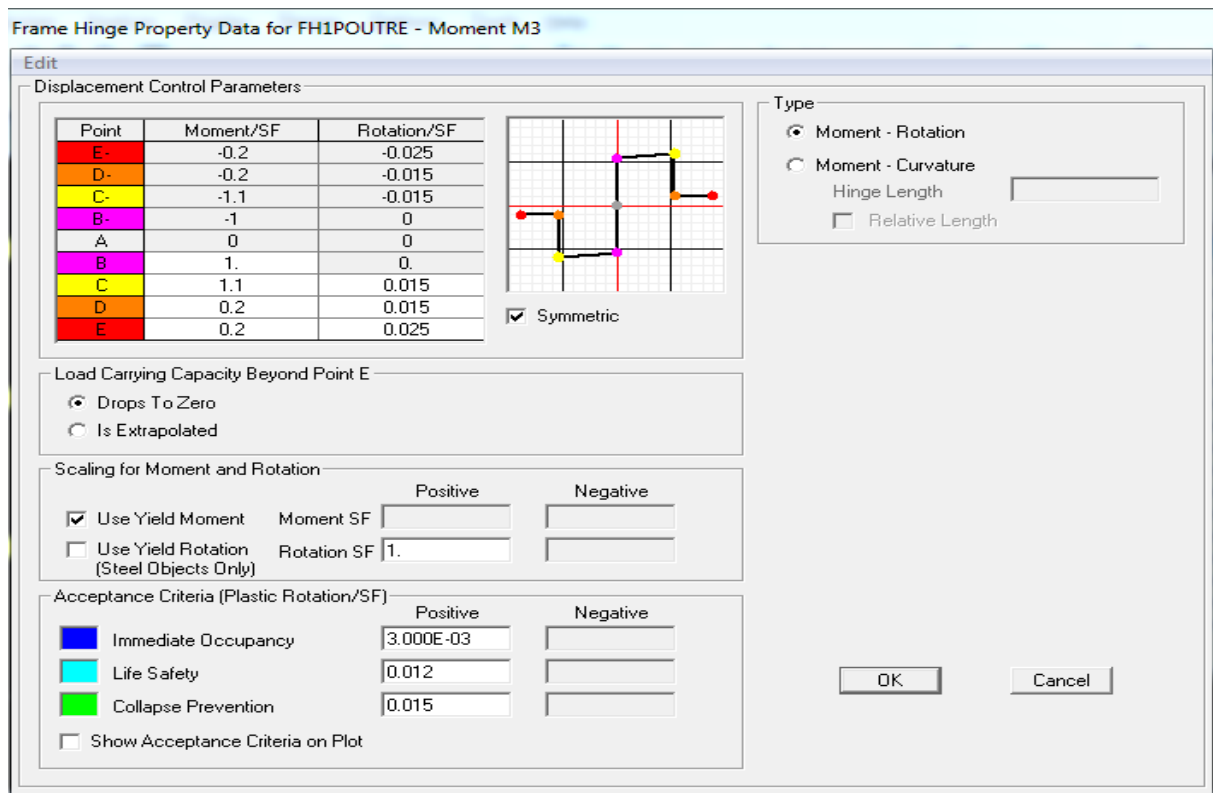 Frame Hinge Property Data for FH1POUTRE - Moment M3
Edit
Displacement Control Parameters
Point Moment/SF Rotation/SF
E- -0.2 -0.025
D- -0.2 -0.015
C- -1.1 -0.015
B- -1 0
A 0 0
B 1. 0.
C 1.1 0.015
D 0.2 0.015
E 0.2 0.025
Symmetric
Type
Moment - Rotation
Moment - Curvature
Hinge Length
Relative Length
Load Carrying Capacity Beyond Point E
Drops To Zero
Is Extrapolated
Scaling for Moment and Rotation
Positive Negative
Use Yield Moment Moment SF
Use Yield Rotation Rotation SF 1.
(Steel Objects Only)
Acceptance Criteria (Plastic Rotation/SF)
Positive Negative
Immediate Occupancy 3.000E-03
Life Safety 0.012
Collapse Prevention 0.015
Show Acceptance Criteria on Plot
OK Cancel